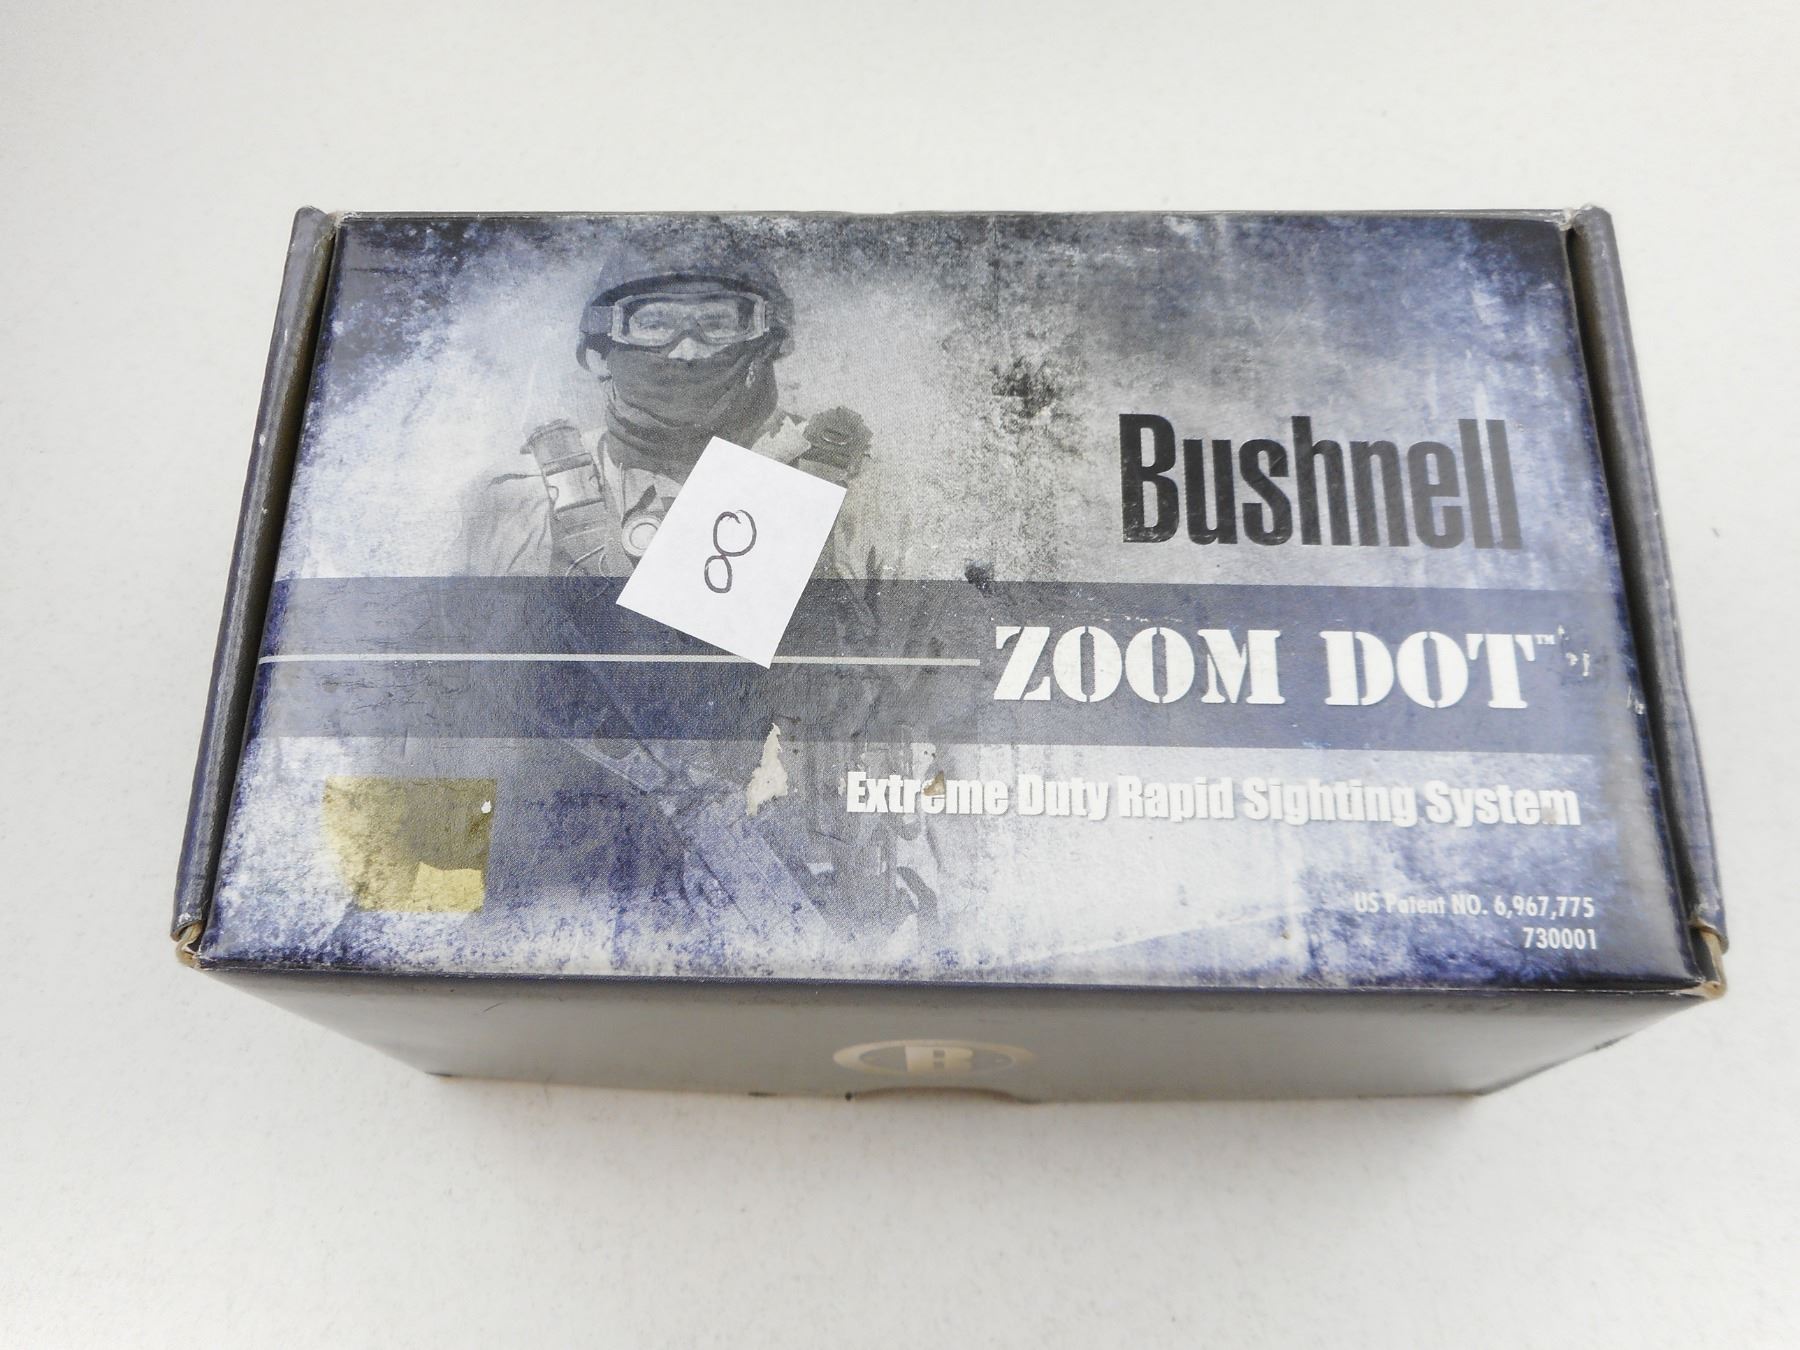 Bushnell
8
ZOOM DOT™
Extreme Duty Rapid Sighting System
US Patent NO. 6,967,775
730001
B